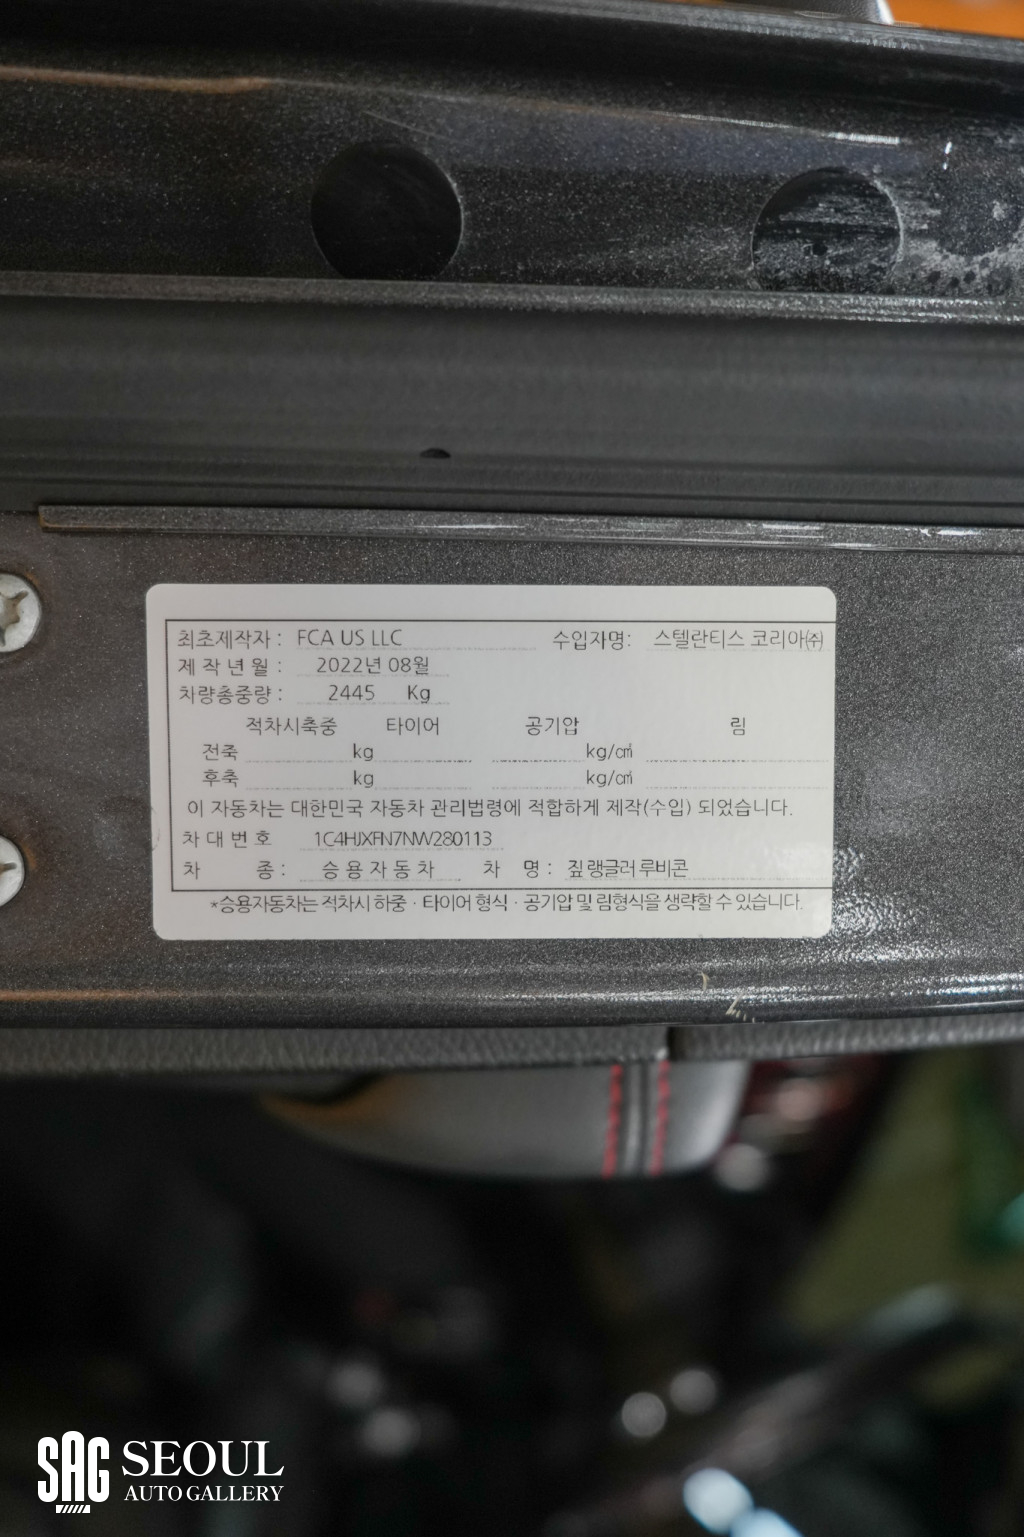 최초제작자 : FCA US LLC 수입자명: 스텔란티스 코리아㈜
제작년월 : 2022년 08월
차량총중량 : 2445 Kg
적차시축중 타이어 공기압 림
전축 kg kg/㎠
후축 kg kg/㎠
이 자동차는 대한민국 자동차 관리법령에 적합하게 제작(수입) 되었습니다.
차대번호 1C4HJXFN7NW280113
차 종 : 승용자동차 차 명 : 짚 랭글러 루비콘
*승용자동차는 적차시 하중 · 타이어 형식 · 공기압 및 림형식을 생략할 수 있습니다.
SAG SEOUL
AUTO GALLERY